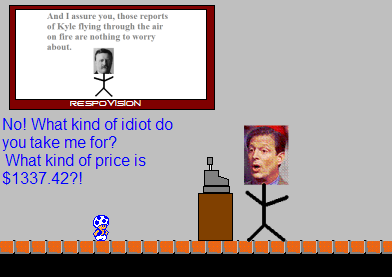 And I assure you, those reports
of Kyle flying through the air
on fire are nothing to worry
about.
RESPOVISION
No! What kind of idiot do
you take me for?
What kind of price is
$1337.42?!